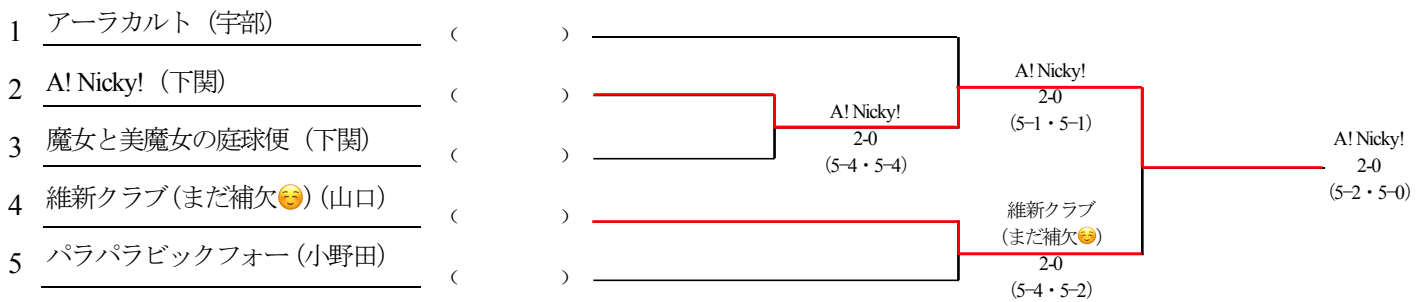 1 アーラカルト (宇部) ( )
2 A! Nicky! (下関) ( )
3 魔女と美魔女の庭球便 (下関) ( )
4 維新クラブ(まだ補欠☺️) (山口) ( )
5 パラパラビックフォー (小野田) ( )
A! Nicky!
2-0
(5-4・5-4)
A! Nicky!
2-0
(5-1・5-1)
維新クラブ
(まだ補欠☺️)
2-0
(5-4・5-2)
A! Nicky!
2-0
(5-2・5-0)